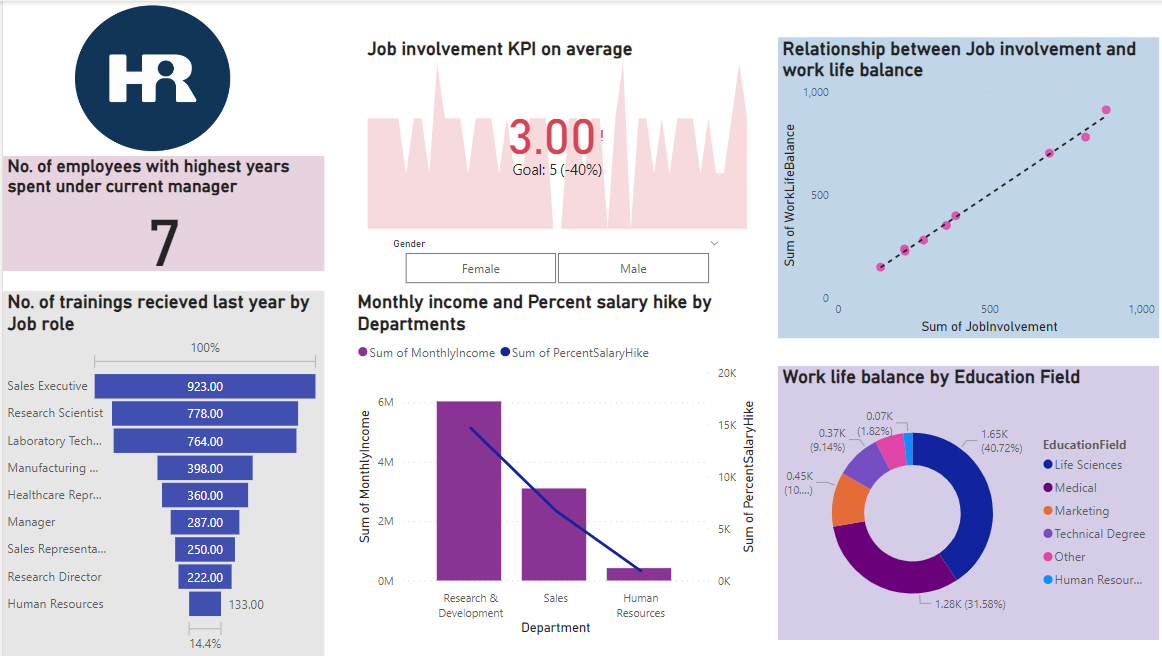 HR
No. of employees with highest years
spent under current manager
7
No. of trainings recieved last year by
Job role
100%
Sales Executive 923.00
Research Scientist 778.00
Laboratory Tech... 764.00
Manufacturing ... 398.00
Healthcare Repr... 360.00
Manager 287.00
Sales Representa... 250.00
Research Director 222.00
Human Resources 133.00
14.4%
Job involvement KPI on average
3.00!
Goal: 5 (-40%)
Gender
Female Male
Monthly income and Percent salary hike by
Departments
Sum of MonthlyIncome Sum of PercentSalaryHike
Sum of MonthlyIncome
6M
4M
2M
0M
20K
15K
10K
5K
0K
Sum of PercentSalaryHike
Research &
Development
Sales
Human
Resources
Department
Relationship between Job involvement and
work life balance
Sum of WorkLifeBalance
1,000
500
0
0 500 1,000
Sum of JobInvolvement
Work life balance by Education Field
0.07K
(1.82%)
0.37K
(9.14%)
0.45K
(10....)
1.65K
(40.72%)
1.28K (31.58%)
EducationField
Life Sciences
Medical
Marketing
Technical Degree
Other
Human Resour...